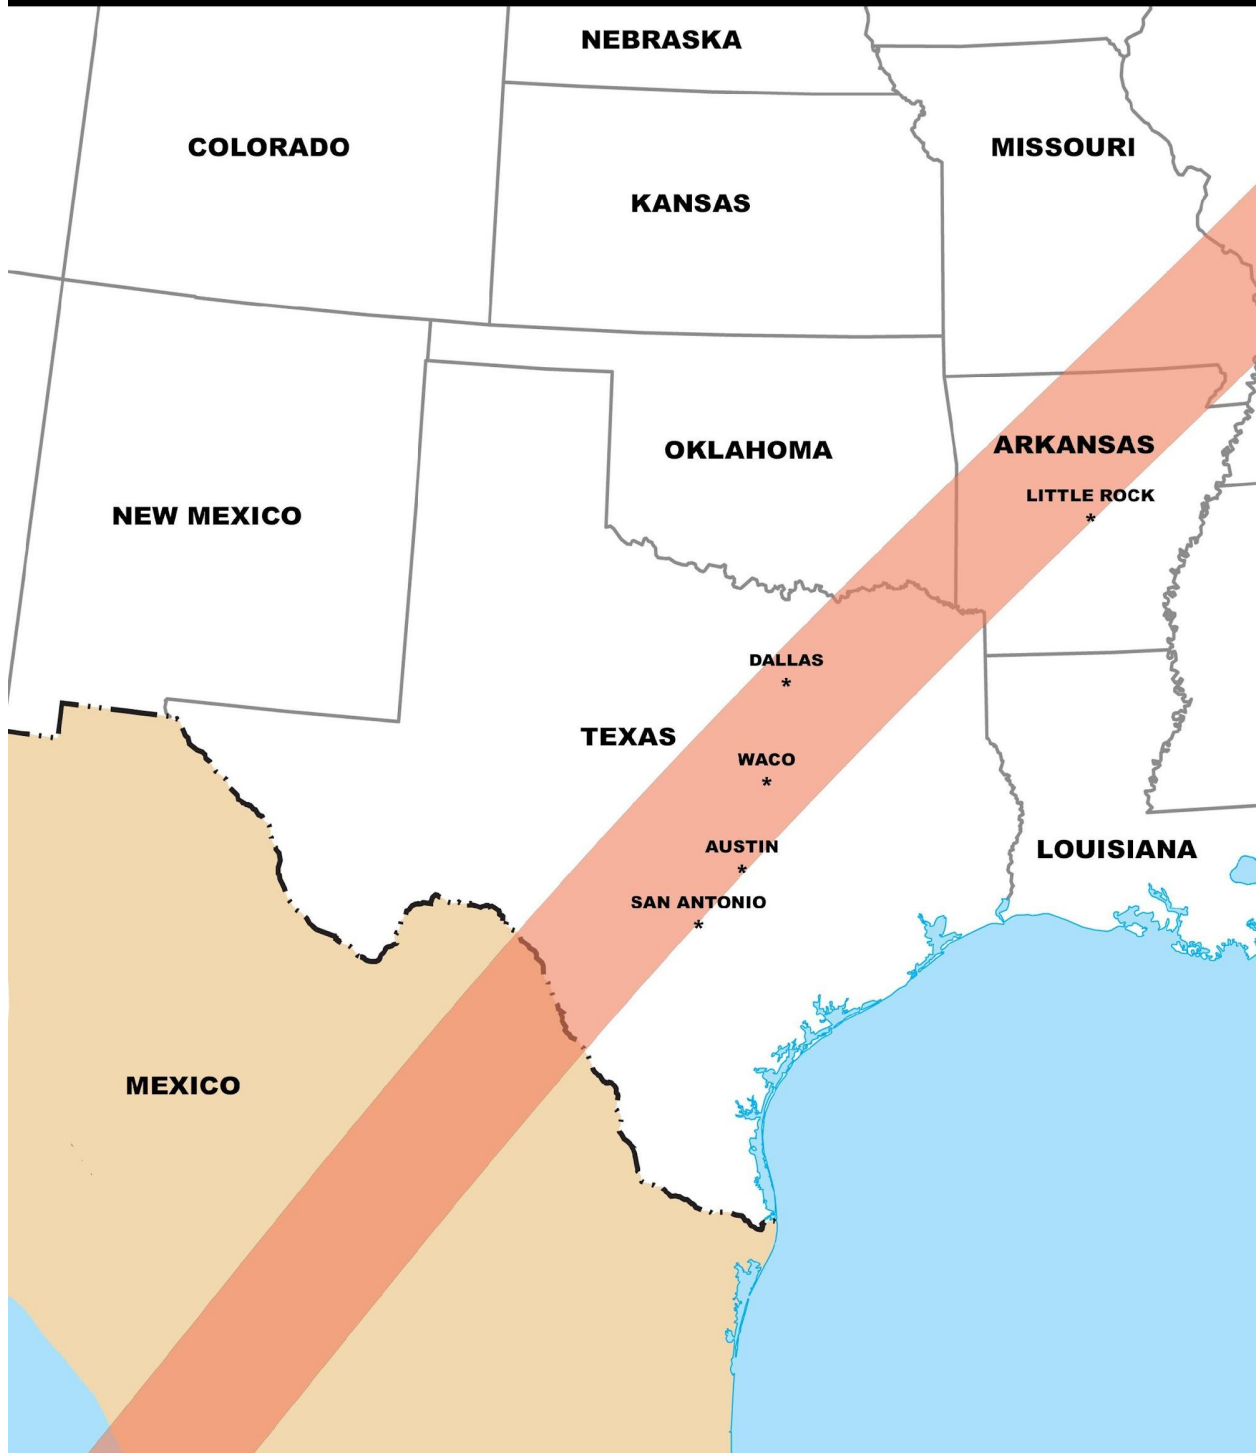 NEBRASKA
COLORADO
MISSOURI
KANSAS
OKLAHOMA
ARKANSAS
LITTLE ROCK
*
NEW MEXICO
DALLAS
*
TEXAS
WACO
*
AUSTIN
*
LOUISIANA
SAN ANTONIO
*
MEXICO